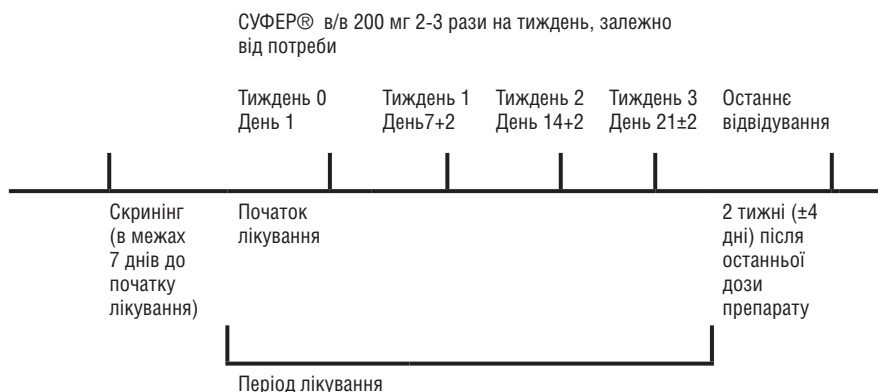 СУФЕР® в/в 200 мг 2-3 рази на тиждень, залежно
від потреби
Тиждень 0
День 1
Тиждень 1
День7+2
Тиждень 2
День 14+2
Тиждень 3
День 21±2
Останнє
відвідування
Скринінг
(в межах
7 днів до
початку
лікування)
Початок
лікування
2 тижні (±4
дні) після
останньої
дози
препарату
Період лікування